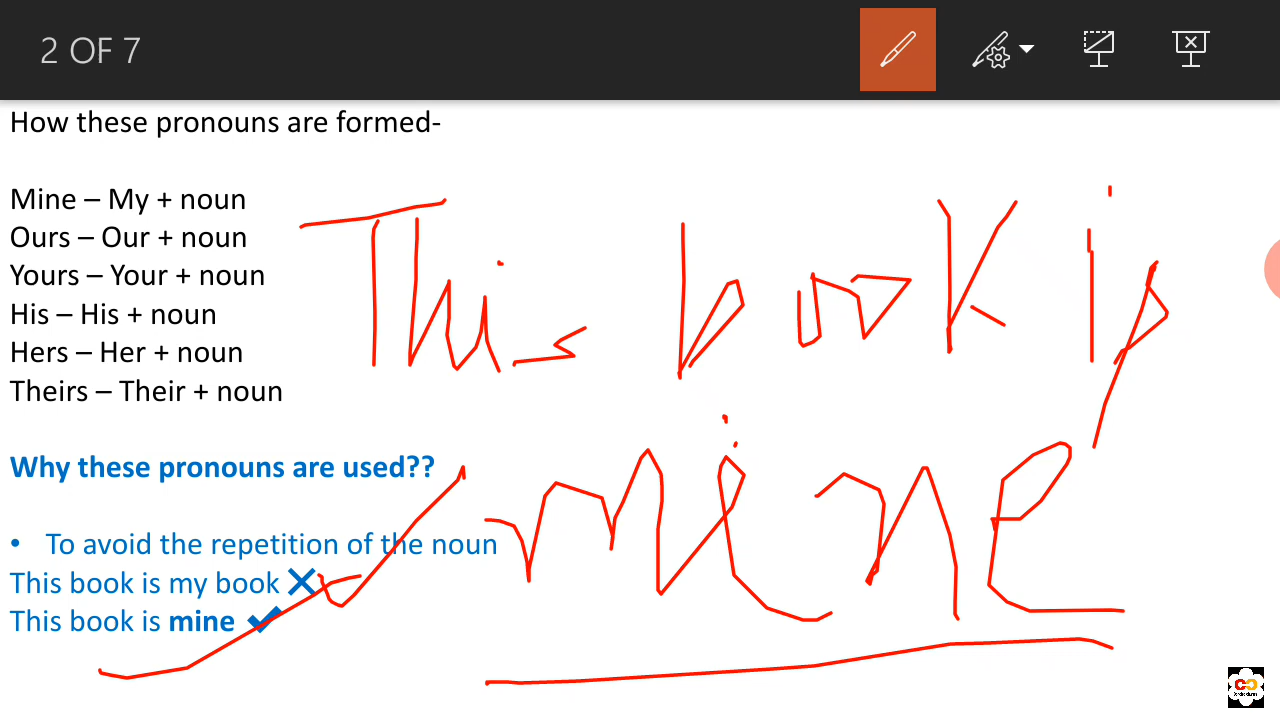 2 OF 7
How these pronouns are formed-
Mine – My + noun
Ours – Our + noun
Yours – Your + noun
His – His + noun
Hers – Her + noun
Theirs – Their + noun
This book is
mine
Why these pronouns are used??
• To avoid the repetition of the noun
This book is my book ✕
This book is mine ✔